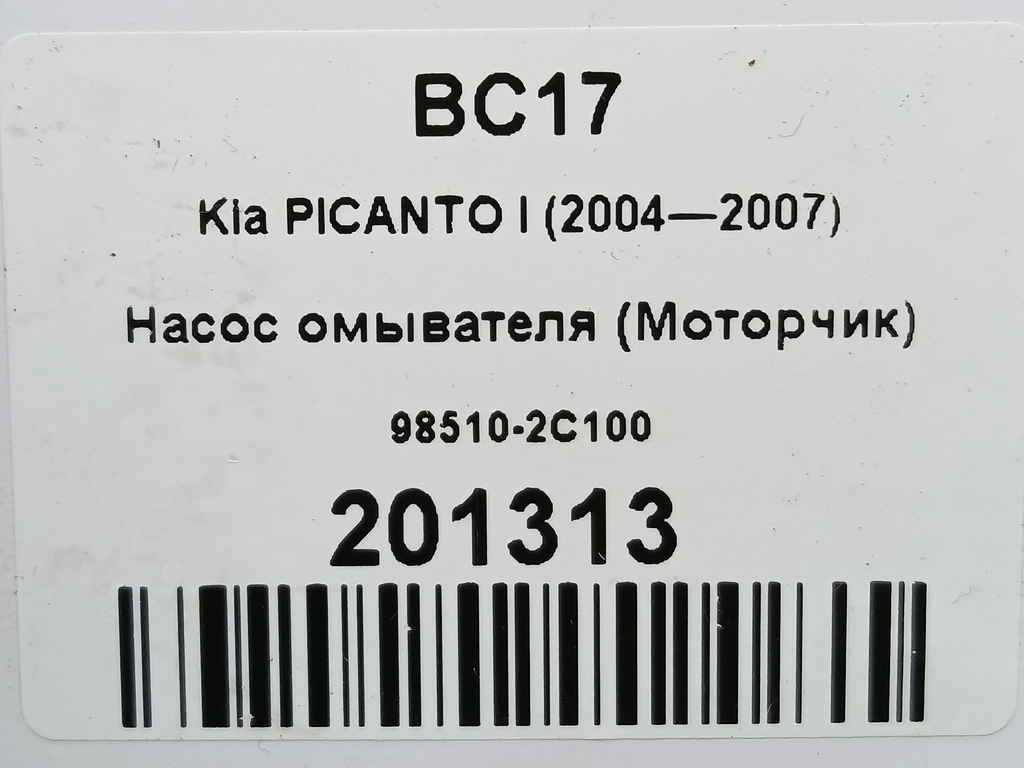 BC17
Kia PICANTO I (2004—2007)
Насос омывателя (Моторчик)
98510-2C100
201313